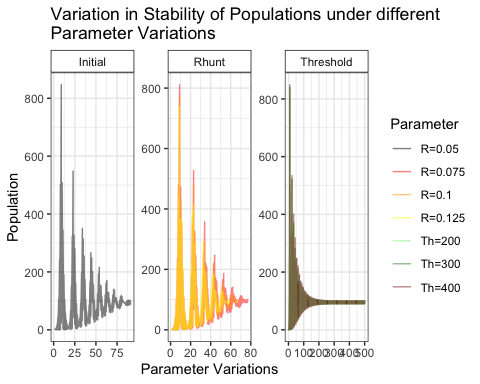 Variation in Stability of Populations under different
Parameter Variations
Initial
Rhunt
Threshold
800
600
400
200
0
800
600
400
200
0
800
600
400
200
0
0 25 50 75
0 20 40 60 80
0 100200300400500
Population
Parameter Variations
Parameter
R=0.05
R=0.075
R=0.1
R=0.125
Th=200
Th=300
Th=400